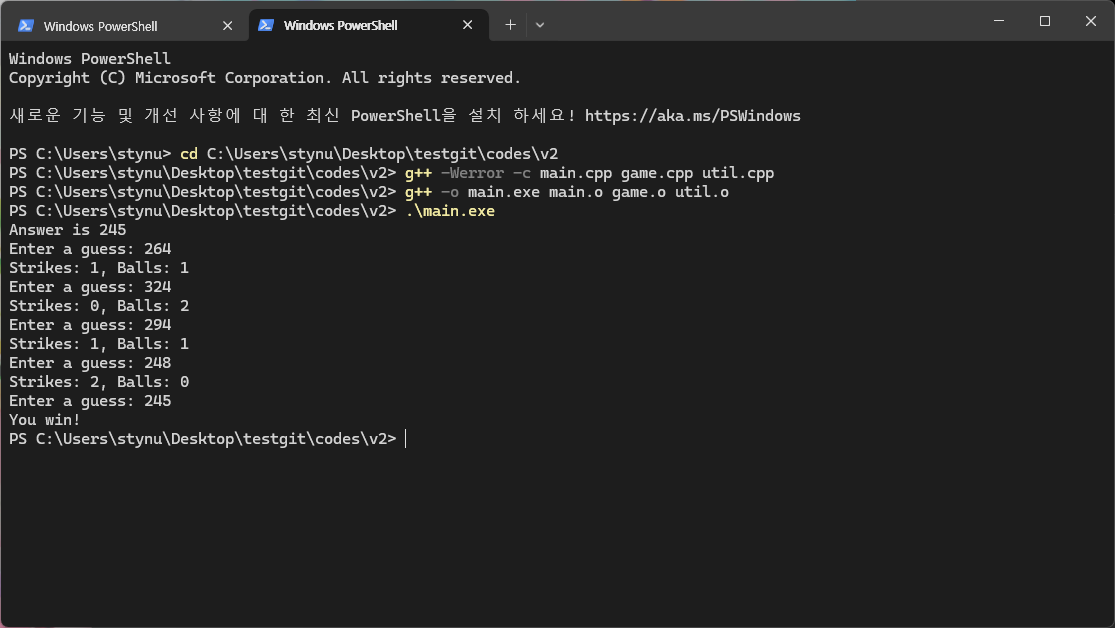 Windows PowerShell
Windows PowerShell
Windows PowerShell
Copyright (C) Microsoft Corporation. All rights reserved.
새로운 기능 및 개선 사항에 대 한 최신 PowerShell을 설치 하세요! https://aka.ms/PSWindows
PS C:\Users\stynu> cd C:\Users\stynu\Desktop\testgit\codes\v2
PS C:\Users\stynu\Desktop\testgit\codes\v2> g++ -Werror -c main.cpp game.cpp util.cpp
PS C:\Users\stynu\Desktop\testgit\codes\v2> g++ -o main.exe main.o game.o util.o
PS C:\Users\stynu\Desktop\testgit\codes\v2> .\main.exe
Answer is 245
Enter a guess: 264
Strikes: 1, Balls: 1
Enter a guess: 324
Strikes: 0, Balls: 2
Enter a guess: 294
Strikes: 1, Balls: 1
Enter a guess: 248
Strikes: 2, Balls: 0
Enter a guess: 245
You win!
PS C:\Users\stynu\Desktop\testgit\codes\v2>